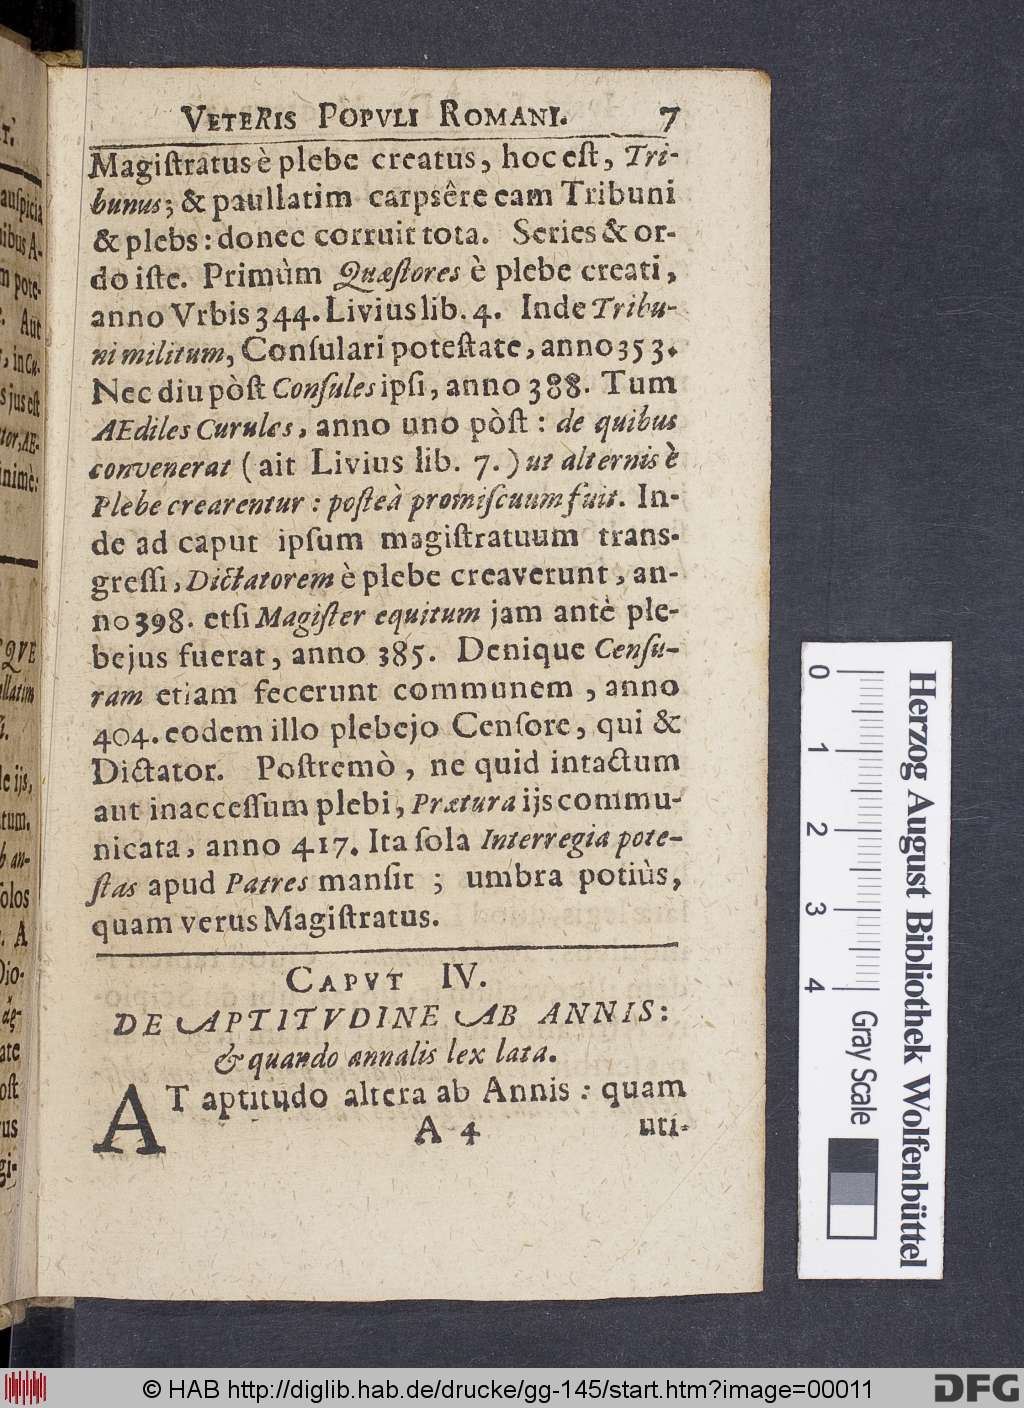 VETERIS POPVLI ROMANI. 7
Magiſtratus è plebe creatus, hoc eſt, Tri-
bunus; & paullatim carpsêre eam Tribuni
& plebs: donec corruit tota. Series & or-
do iſte. Primùm Quæſtores è plebe creati,
anno Vrbis 344. Livius lib. 4. Inde Tribu-
ni militum, Conſulari poteſtate, anno 353.
Nec diu pòſt Conſules ipſi, anno 388. Tum
AEdiles Curules, anno uno pòſt: de quibus
convenerat (ait Livius lib. 7.) ut alternis è
Plebe crearentur: poſteà promiſcuum fuit. In-
de ad caput ipſum magiſtratuum trans-
greſſi, Dictatorem è plebe creaverunt, an-
no 398. etſi Magiſter equitum jam antè ple-
bejus fuerat, anno 385. Denique Cenſu-
ram etiam fecerunt communem, anno
404. eodem illo plebejo Cenſore, qui &
Dictator. Poſtremò, ne quid intactum
aut inacceſſum plebi, Prætura ijs commu-
nicata, anno 417. Ita ſola Interregia pote-
ſtas apud Patres manſit; umbra potiùs,
quam verus Magiſtratus.
CAPVT IV.
DE APTITVDINE AB ANNIS:
& quando annalis lex lata.
AT aptitudo altera ab Annis: quam
A 4 uti-
0 1 2 3 4
Gray Scale
Herzog August Bibliothek Wolfenbüttel
© HAB http://diglib.hab.de/drucke/gg-145/start.htm?image=00011
DFG